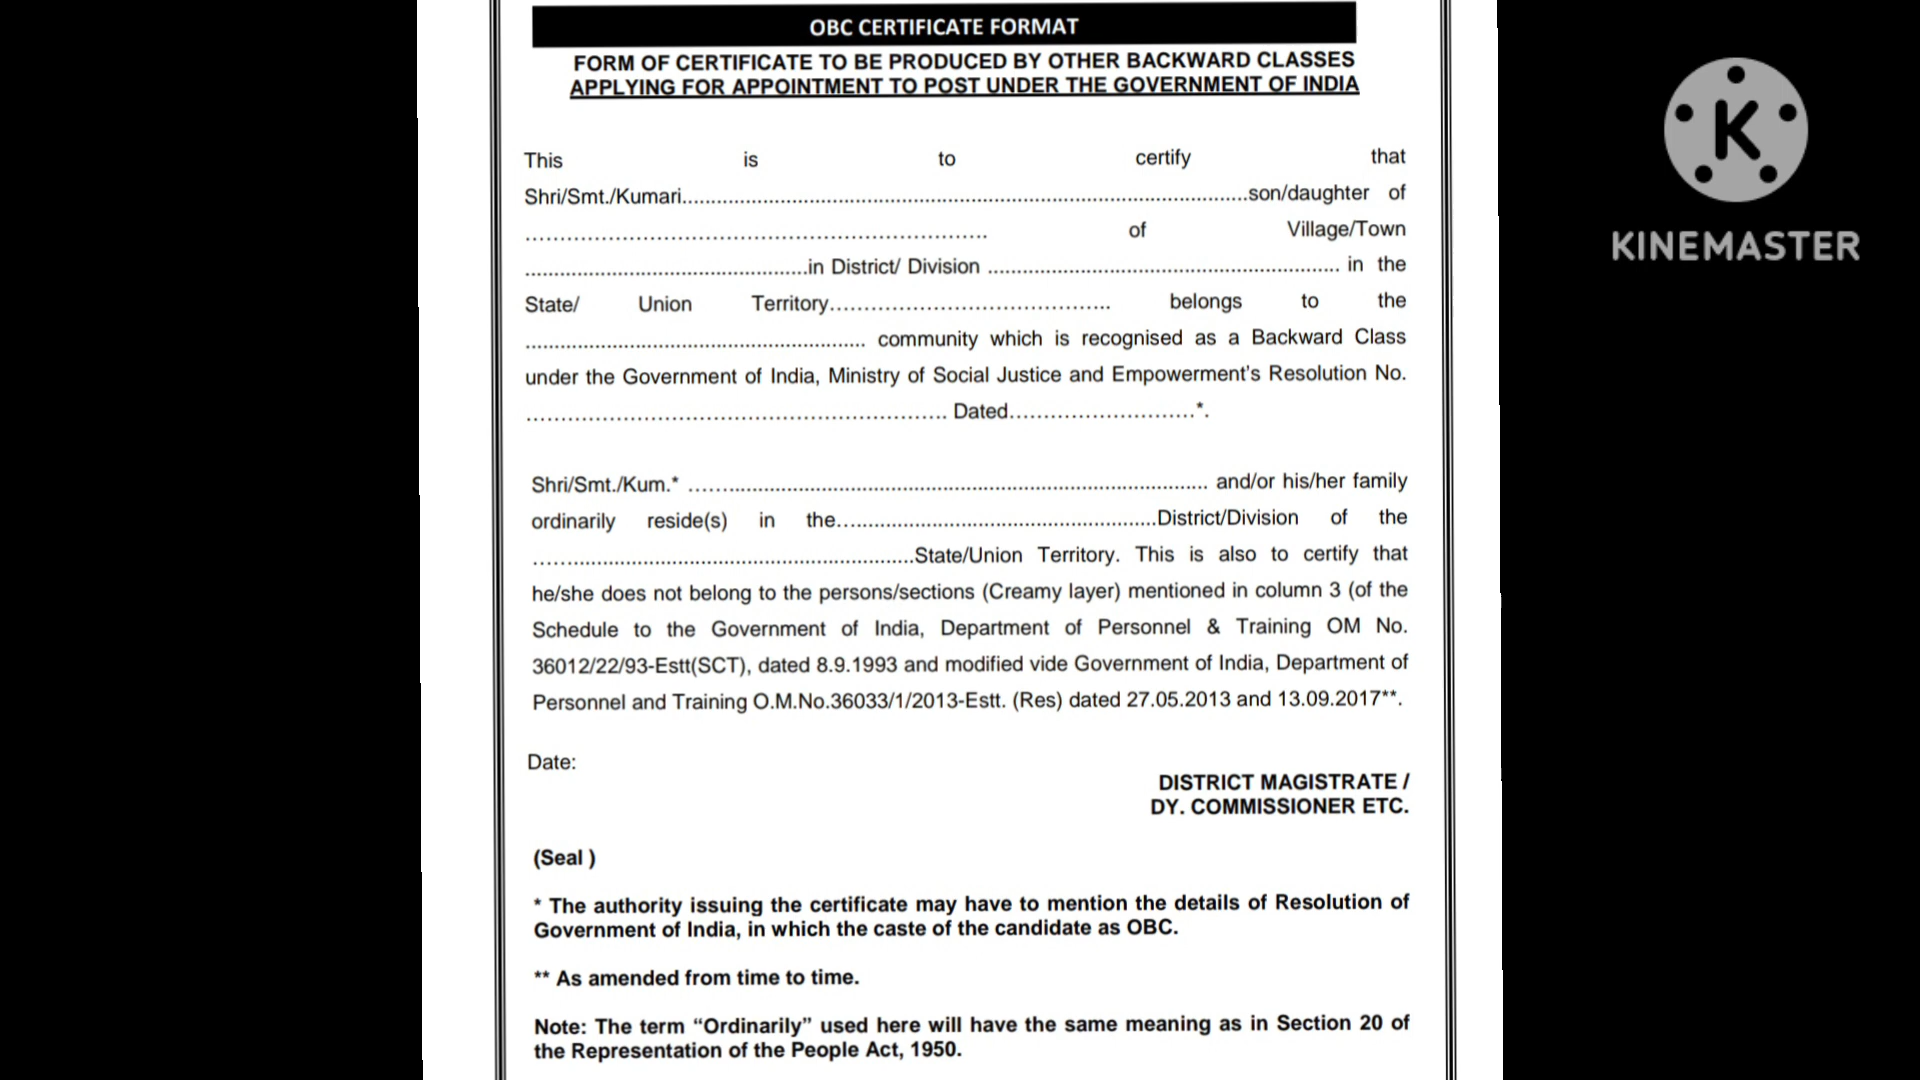 OBC CERTIFICATE FORMAT
FORM OF CERTIFICATE TO BE PRODUCED BY OTHER BACKWARD CLASSES
APPLYING FOR APPOINTMENT TO POST UNDER THE GOVERNMENT OF INDIA
This is to certify that
Shri/Smt./Kumari....................................................................................................son/daughter of
………………………………………………………………. of Village/Town
..................................................in District/ Division .............................................................. in the
State/ Union Territory…………………………………….. belongs to the
............................................................ community which is recognised as a Backward Class
under the Government of India, Ministry of Social Justice and Empowerment’s Resolution No.
………………………………………………………… Dated………………………..*.
Shri/Smt./Kum.* …......................................................................................... and/or his/her family
ordinarily reside(s) in the….....................................................District/Division of the
…..................................................................State/Union Territory. This is also to certify that
he/she does not belong to the persons/sections (Creamy layer) mentioned in column 3 (of the
Schedule to the Government of India, Department of Personnel & Training OM No.
36012/22/93-Estt(SCT), dated 8.9.1993 and modified vide Government of India, Department of
Personnel and Training O.M.No.36033/1/2013-Estt. (Res) dated 27.05.2013 and 13.09.2017**.
Date:
DISTRICT MAGISTRATE /
DY. COMMISSIONER ETC.
(Seal )
* The authority issuing the certificate may have to mention the details of Resolution of
Government of India, in which the caste of the candidate as OBC.
** As amended from time to time.
Note: The term “Ordinarily” used here will have the same meaning as in Section 20 of
the Representation of the People Act, 1950.
K
KINEMASTER